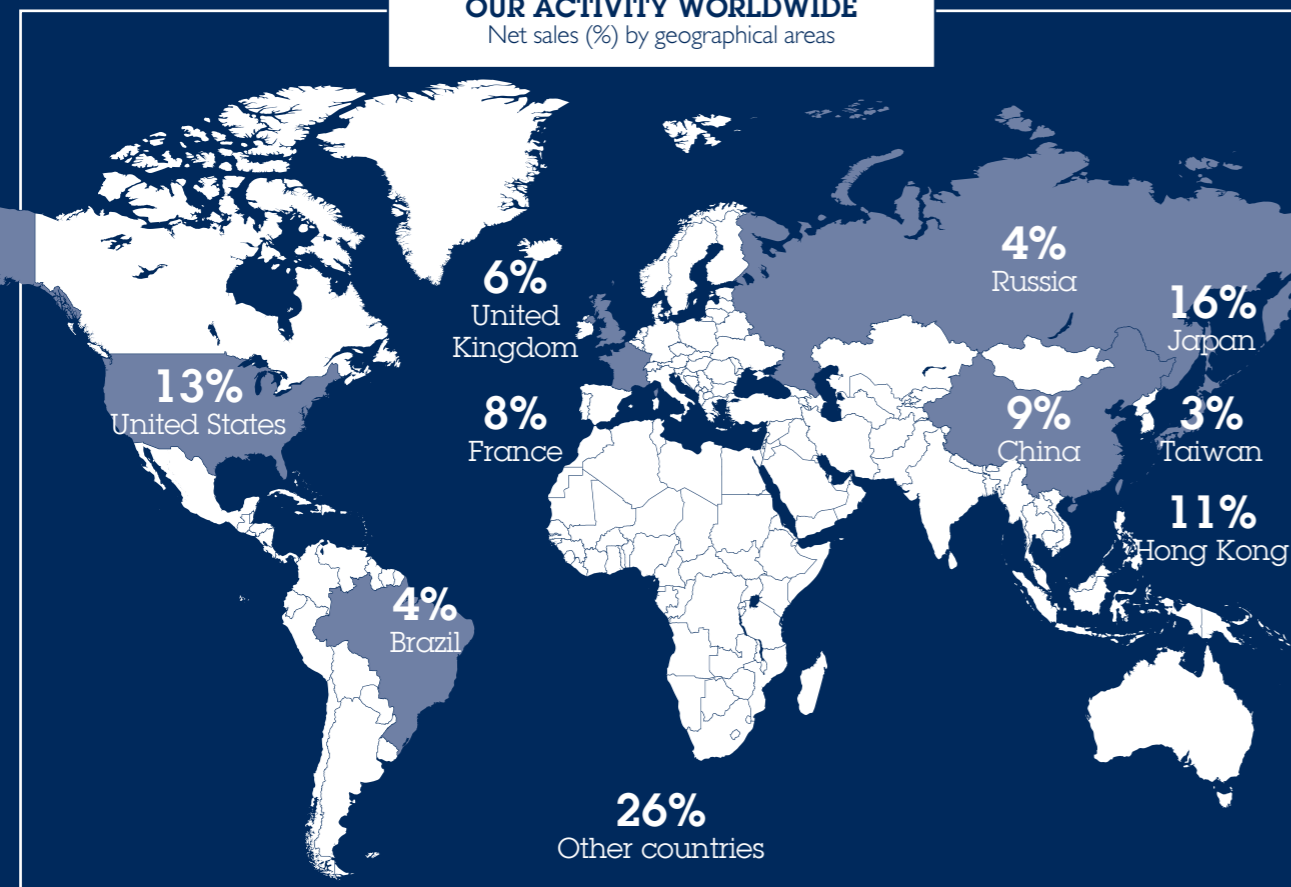 OUR ACTIVITY WORLDWIDE
Net sales (%) by geographical areas
4%
Russia
6%
United
Kingdom
16%
Japan
13%
United States
8%
France
9%
China
3%
Taiwan
11%
Hong Kong
4%
Brazil
26%
Other countries